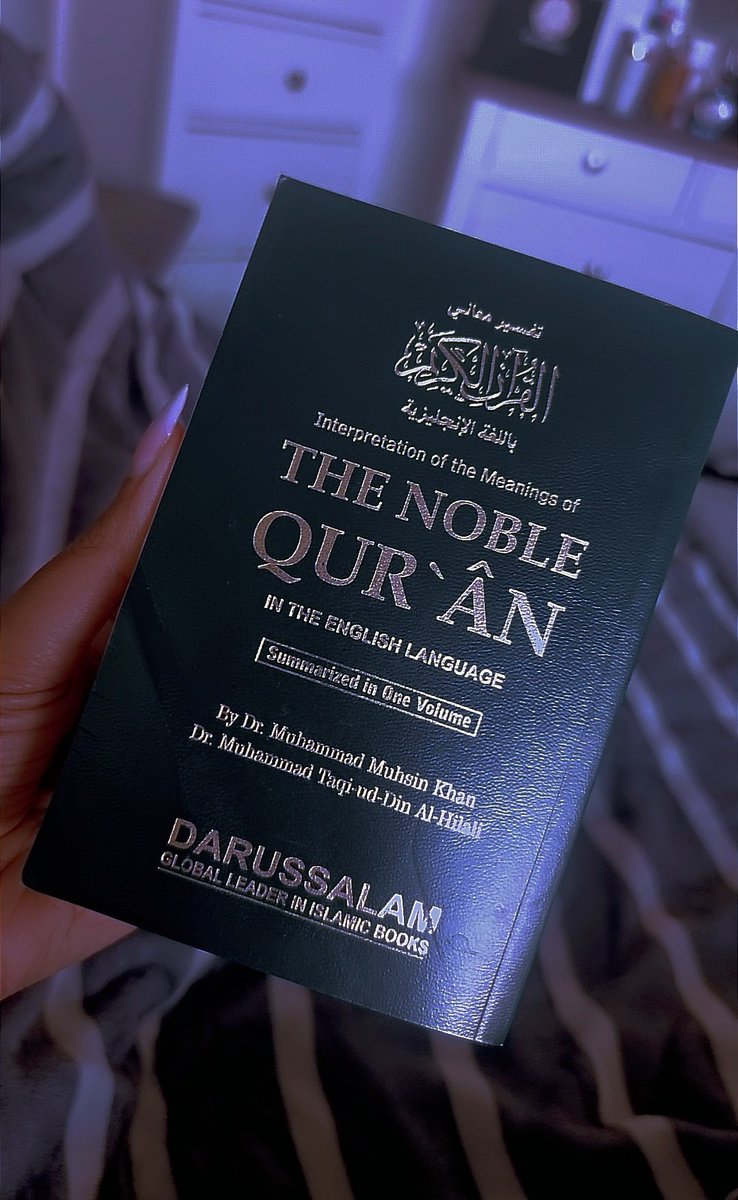 تفسير معاني
القرآن الكريم
باللغة الإنجليزية
Interpretation of the Meanings of
THE NOBLE
QUR`ÂN
IN THE ENGLISH LANGUAGE
Summarized in One Volume
By Dr. Muhammad Muhsin Khan
Dr. Muhammad Taqi-ud-Din Al-Hilali
DARUSSALAM
GLOBAL LEADER IN ISLAMIC BOOKS